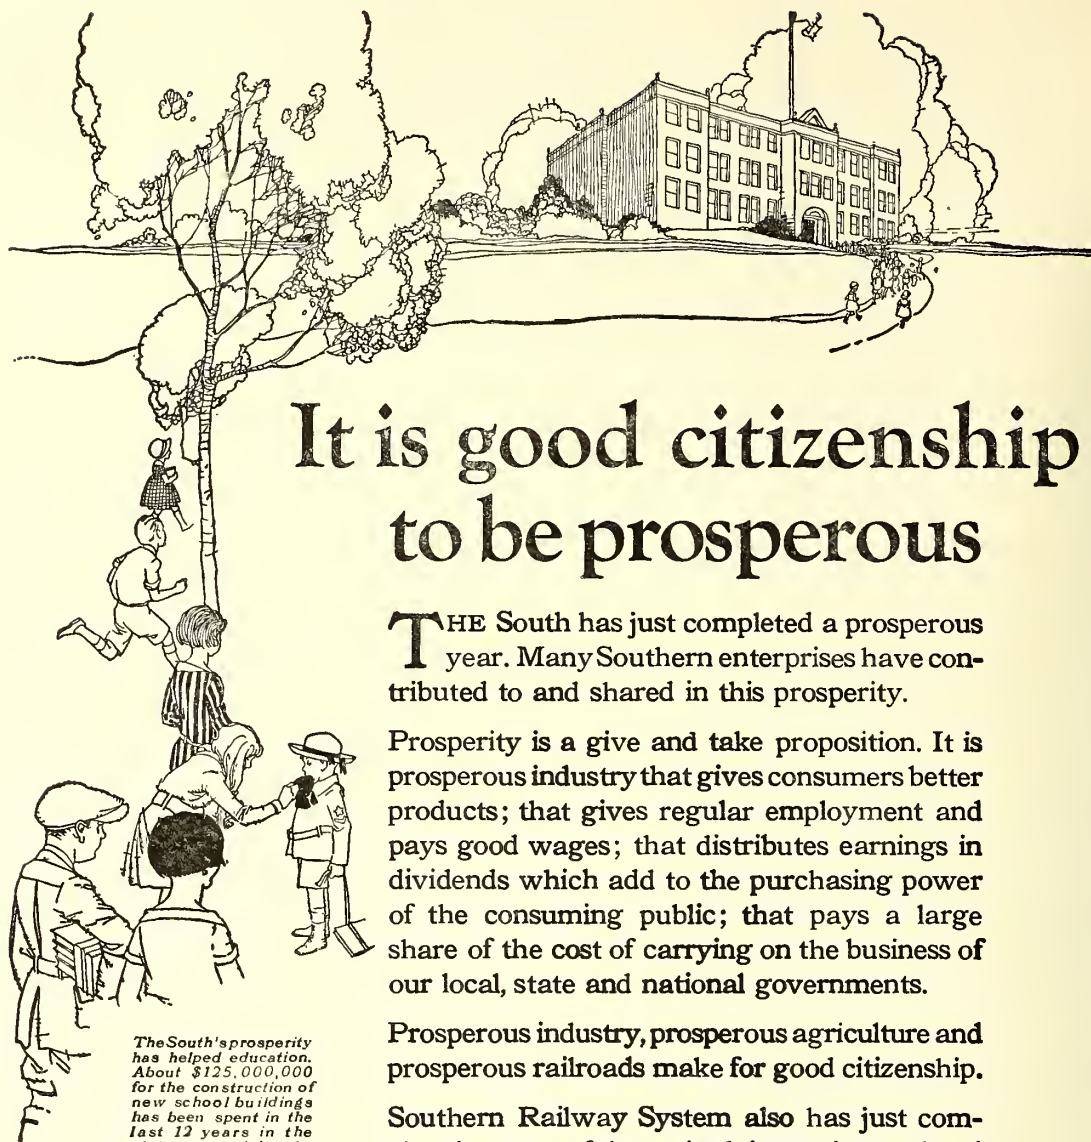 It is good citizenship
to be prosperous
THE South has just completed a prosperous
year. Many Southern enterprises have con-
tributed to and shared in this prosperity.
Prosperity is a give and take proposition. It is
prosperous industry that gives consumers better
products; that gives regular employment and
pays good wages; that distributes earnings in
dividends which add to the purchasing power
of the consuming public; that pays a large
share of the cost of carrying on the business of
our local, state and national governments.
Prosperous industry, prosperous agriculture and
prosperous railroads make for good citizenship.
Southern Railway System also has just com-
The South's prosperity
has helped education.
About $125,000,000
for the construction of
new school buildings
has been spent in the
last 12 years in the